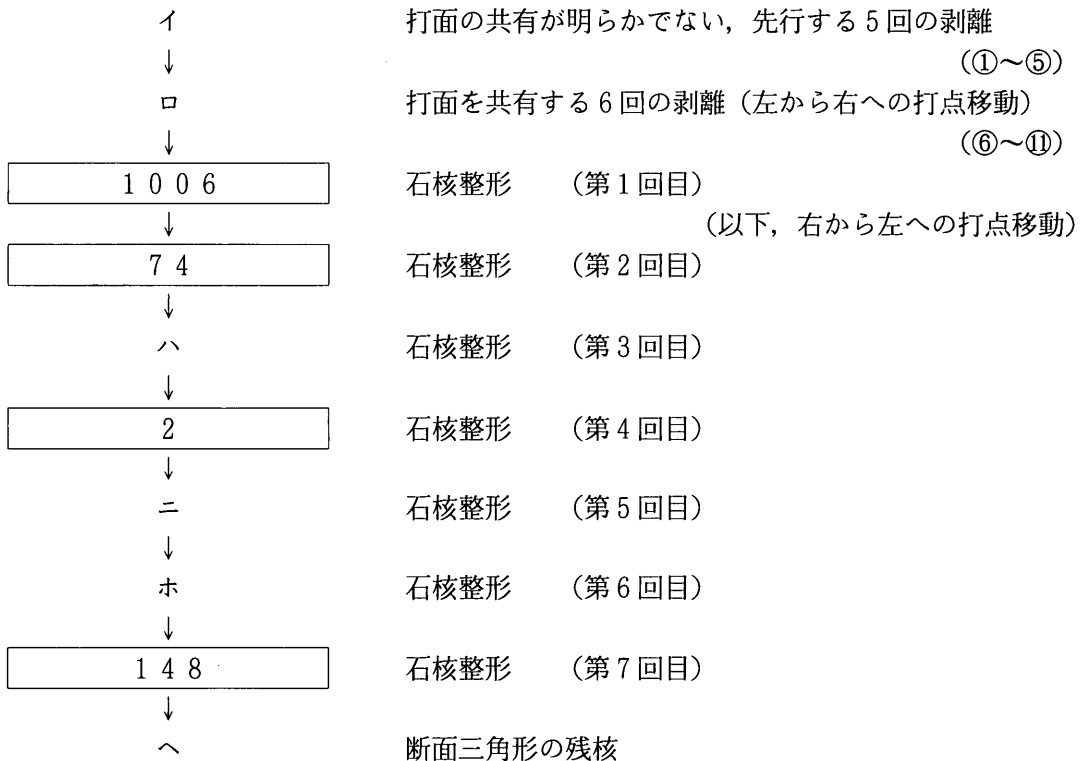 イ 打面の共有が明らかでない，先行する5回の剥離
↓ （①～⑤）
ロ 打面を共有する6回の剥離（左から右への打点移動）
↓ （⑥～⑪）
1006 石核整形 （第1回目）
↓ （以下，右から左への打点移動）
74 石核整形 （第2回目）
↓
ハ 石核整形 （第3回目）
↓
2 石核整形 （第4回目）
↓
ニ 石核整形 （第5回目）
↓
ホ 石核整形 （第6回目）
↓
148 石核整形 （第7回目）
↓
ヘ 断面三角形の残核